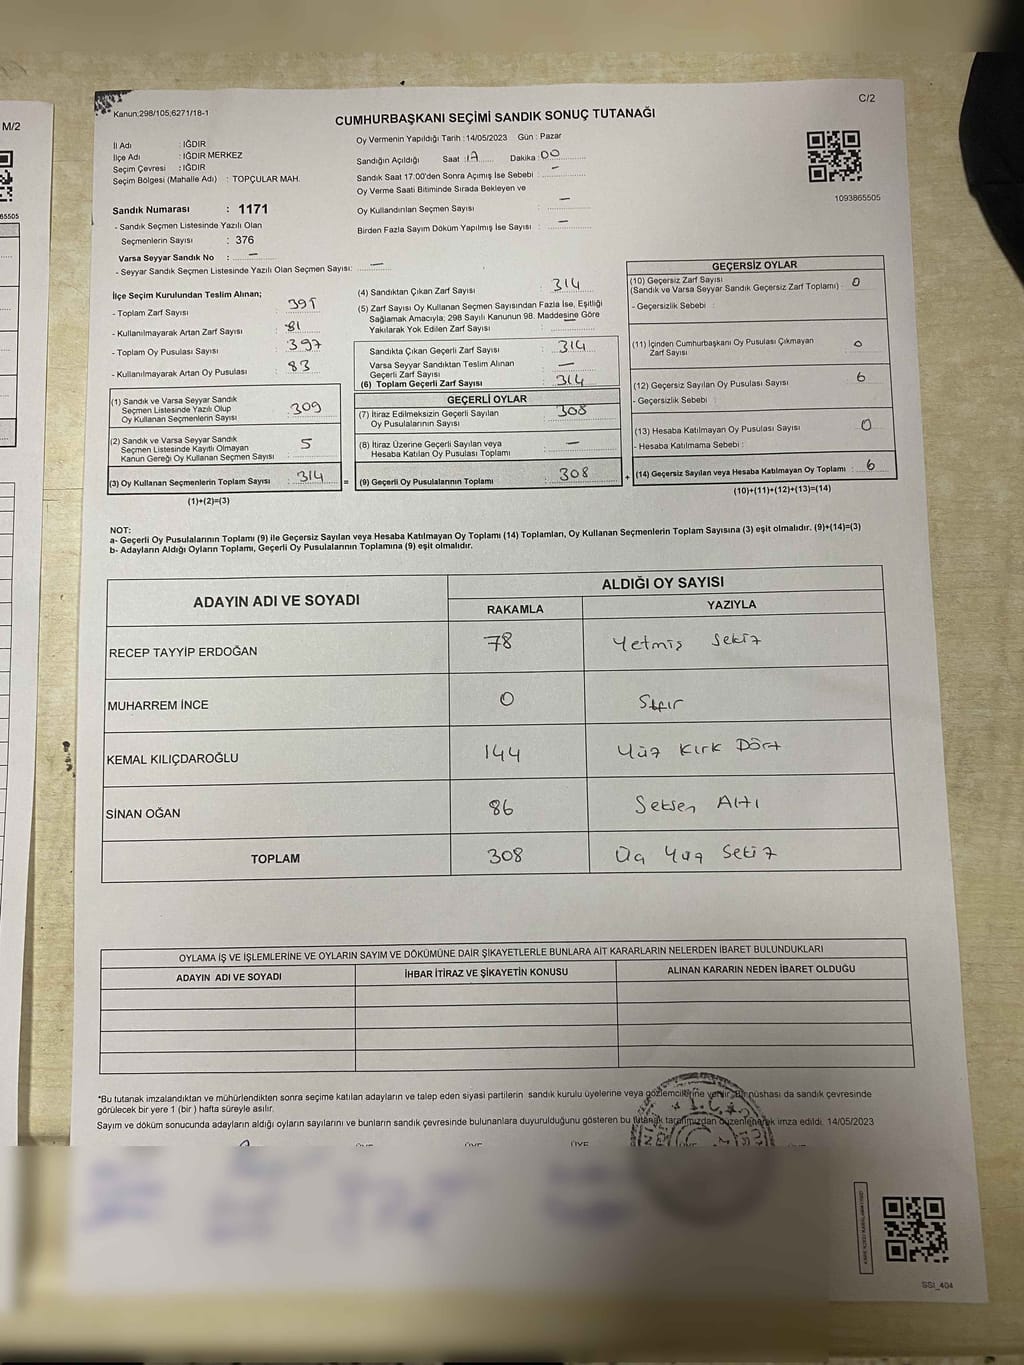 M/2
65505
C/2
Kanun;298/105;6271/18-1
CUMHURBAŞKANI SEÇİMİ SANDIK SONUÇ TUTANAĞI
İl Adı : IĞDIR
İlçe Adı : IĞDIR MERKEZ
Seçim Çevresi : IĞDIR
Seçim Bölgesi (Mahalle Adı) : TOPÇULAR MAH.
Sandık Numarası : 1171
- Sandık Seçmen Listesinde Yazılı Olan
Seçmenlerin Sayısı : 376
Varsa Seyyar Sandık No : —
- Seyyar Sandık Seçmen Listesinde Yazılı Olan Seçmen Sayısı: —
Oy Vermenin Yapıldığı Tarih : 14/05/2023 Gün : Pazar
Sandığın Açıldığı Saat : 17 Dakika : 00
Sandık Saat 17.00'den Sonra Açımış İse Sebebi : —
Oy Verme Saati Bitiminde Sırada Bekleyen ve
Oy Kullandırılan Seçmen Sayısı : —
Birden Fazla Sayım Döküm Yapılmış İse Sayısı : —
1093865505
İlçe Seçim Kurulundan Teslim Alınan;
- Toplam Zarf Sayısı : 395
- Kullanılmayarak Artan Zarf Sayısı : 81
- Toplam Oy Pusulası Sayısı : 397
- Kullanılmayarak Artan Oy Pusulası : 83
(1) Sandık ve Varsa Seyyar Sandık
Seçmen Listesinde Yazılı Olup
Oy Kullanan Seçmenlerin Sayısı : 309
(2) Sandık ve Varsa Seyyar Sandık
Seçmen Listesinde Kayıtlı Olmayan
Kanun Gereği Oy Kullanan Seçmen Sayısı : 5
(3) Oy Kullanan Seçmenlerin Toplam Sayısı : 314
(1)+(2)=(3)
(4) Sandıktan Çıkan Zarf Sayısı : 314
(5) Zarf Sayısı Oy Kullanan Seçmen Sayısından Fazla İse, Eşitliği
Sağlamak Amacıyla; 298 Sayılı Kanunun 98. Maddesine Göre
Yakılarak Yok Edilen Zarf Sayısı : —
Sandıkta Çıkan Geçerli Zarf Sayısı : 314
Varsa Seyyar Sandıktan Teslim Alınan
Geçerli Zarf Sayısı : —
(6) Toplam Geçerli Zarf Sayısı : 314
GEÇERLİ OYLAR
(7) İtiraz Edilmeksizin Geçerli Sayılan
Oy Pusulalarının Sayısı : 308
(8) İtiraz Üzerine Geçerli Sayılan veya
Hesaba Katılan Oy Pusulası Toplamı : —
= (9) Geçerli Oy Pusulalarının Toplamı : 308
GEÇERSİZ OYLAR
(10) Geçersiz Zarf Sayısı
(Sandık ve Varsa Seyyar Sandık Geçersiz Zarf Toplamı) : 0
- Geçersizlik Sebebi :
(11) İçinden Cumhurbaşkanı Oy Pusulası Çıkmayan
Zarf Sayısı : 0
(12) Geçersiz Sayılan Oy Pusulası Sayısı : 6
- Geçersizlik Sebebi :
(13) Hesaba Katılmayan Oy Pusulası Sayısı : 0
- Hesaba Katılmama Sebebi :
+ (14) Geçersiz Sayılan veya Hesaba Katılmayan Oy Toplamı : 6
(10)+(11)+(12)+(13)=(14)
NOT:
a- Geçerli Oy Pusulalarının Toplamı (9) ile Geçersiz Sayılan veya Hesaba Katılmayan Oy Toplamı (14) Toplamları, Oy Kullanan Seçmenlerin Toplam Sayısına (3) eşit olmalıdır. (9)+(14)=(3)
b- Adayların Aldığı Oyların Toplamı, Geçerli Oy Pusulalarının Toplamına (9) eşit olmalıdır.
ADAYIN ADI VE SOYADI
ALDIĞI OY SAYISI
RAKAMLA YAZIYLA
RECEP TAYYİP ERDOĞAN 78 Yetmiş Sekiz
MUHARREM İNCE 0 Sıfır
KEMAL KILIÇDAROĞLU 144 Yüz Kırk Dört
SİNAN OĞAN 86 Seksen Altı
TOPLAM 308 Üç Yüz Sekiz
OYLAMA İŞ VE İŞLEMLERİNE VE OYLARIN SAYIM VE DÖKÜMÜNE DAİR ŞİKAYETLERLE BUNLARA AİT KARARLARIN NELERDEN İBARET BULUNDUKLARI
ADAYIN ADI VE SOYADI İHBAR İTİRAZ VE ŞİKAYETİN KONUSU ALINAN KARARIN NEDEN İBARET OLDUĞU
*Bu tutanak imzalandıktan ve mühürlendikten sonra seçime katılan adayların ve talep eden siyasi partilerin sandık kurulu üyelerine veya gözlemcilerine verilir. Bir nüshası da sandık çevresinde
görülecek bir yere 1 (bir ) hafta süreyle asılır.
Sayım ve döküm sonucunda adayların aldığı oyların sayılarını ve bunların sandık çevresinde bulunanlara duyurulduğunu gösteren bu tutanak tarafımızdan düzenlenerek imza edildi. 14/05/2023
ÜYE ÜYE
T.C.
SSİ_404